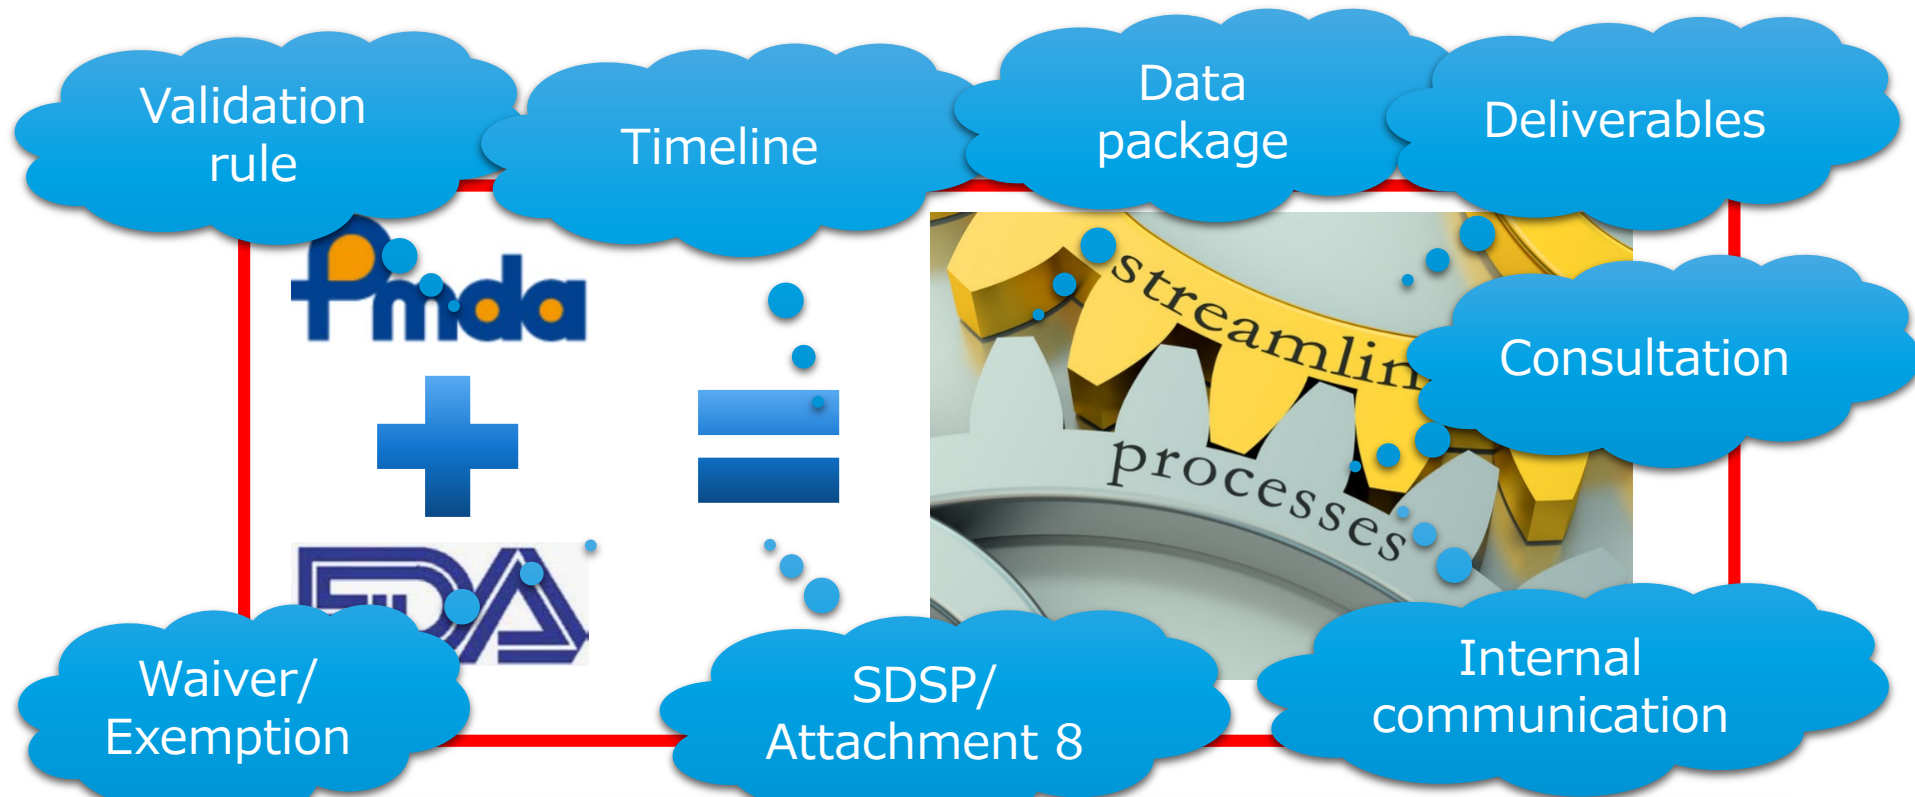 Validation
rule
Timeline
Data
package
Deliverables
Pmda
streamlin
Consultation
processes
FDA
Waiver/
Exemption
SDSP/
Attachment 8
Internal
communication